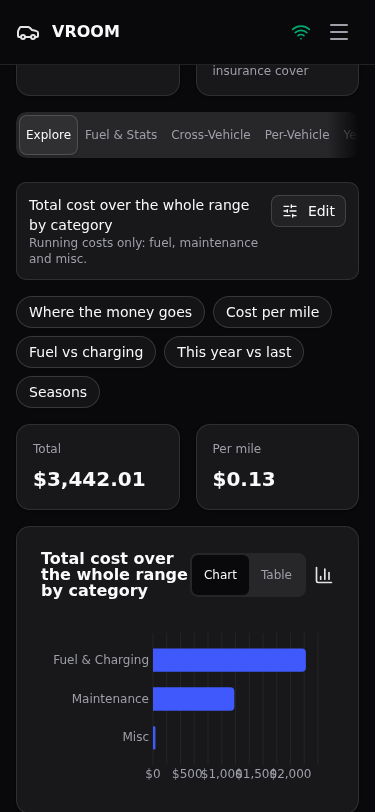 VROOM
insurance cover
Explore Fuel & Stats Cross-Vehicle Per-Vehicle Ye
Total cost over the whole range
by category
Edit
Running costs only: fuel, maintenance
and misc.
Where the money goes Cost per mile
Fuel vs charging This year vs last
Seasons
Total Per mile
$3,442.01 $0.13
Total cost over
the whole range
by category
Chart Table
Fuel & Charging
Maintenance
Misc
$0 $500 $1,000 $1,500 $2,000